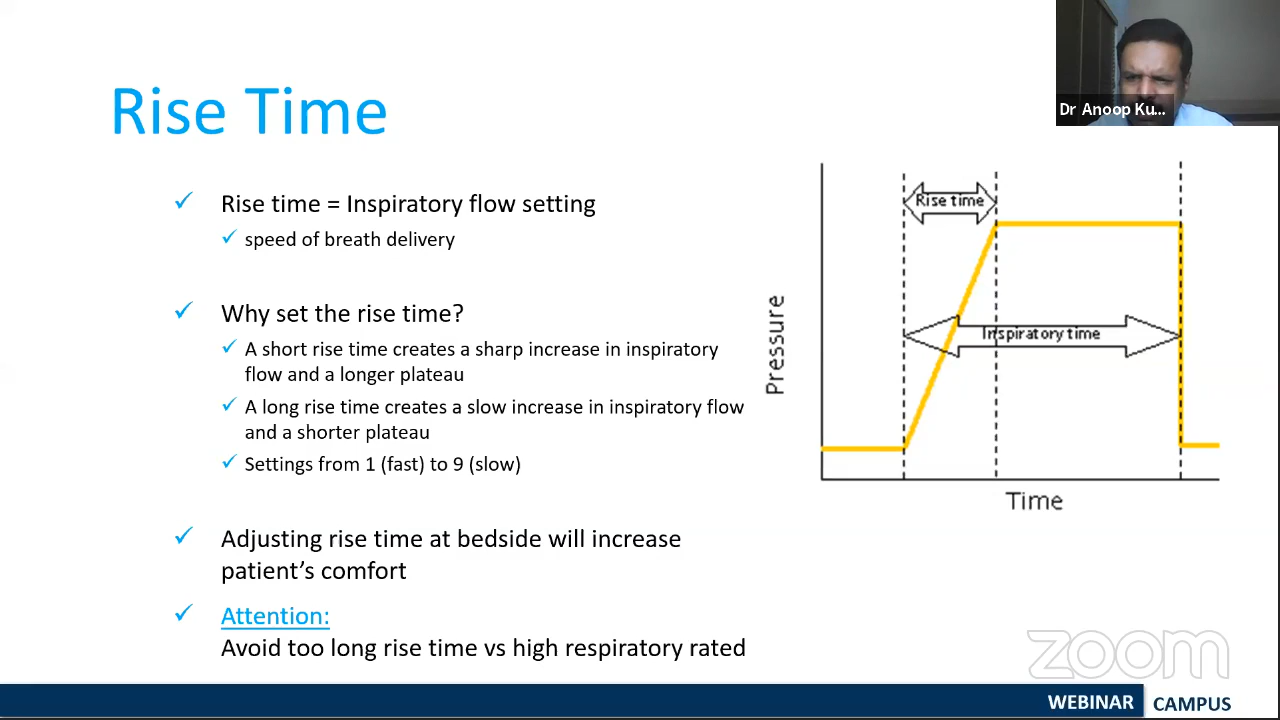 Dr Anoop Ku...
Rise Time
Rise time = Inspiratory flow setting
speed of breath delivery
Why set the rise time?
A short rise time creates a sharp increase in inspiratory
flow and a longer plateau
A long rise time creates a slow increase in inspiratory flow
and a shorter plateau
Settings from 1 (fast) to 9 (slow)
Adjusting rise time at bedside will increase
patient's comfort
Attention:
Avoid too long rise time vs high respiratory rated
Rise time
Inspiratory time
Pressure
Time
zoom
WEBINAR CAMPUS